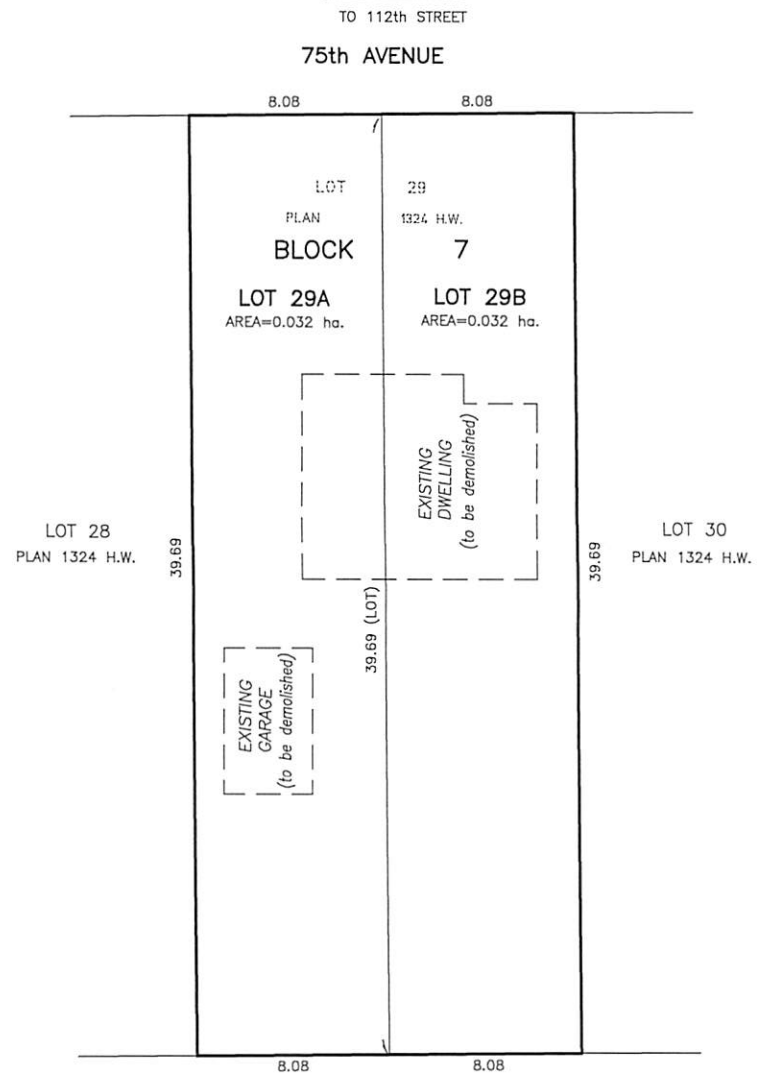 TO 112th STREET
75th AVENUE
8.08 8.08
LOT 29
PLAN 1324 H.W.
BLOCK 7
LOT 29A LOT 29B
AREA=0.032 ha. AREA=0.032 ha.
EXISTING
DWELLING
(to be demolished)
LOT 28
PLAN 1324 H.W.
39.69
39.69
LOT 30
PLAN 1324 H.W.
39.69 (LOT)
EXISTING
GARAGE
(to be demolished)
8.08 8.08